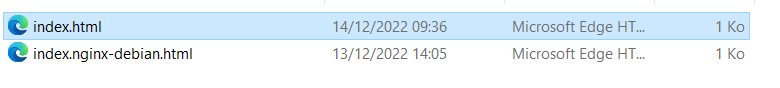 index.html 14/12/2022 09:36 Microsoft Edge HT... 1 Ko
index.nginx-debian.html 13/12/2022 14:05 Microsoft Edge HT... 1 Ko